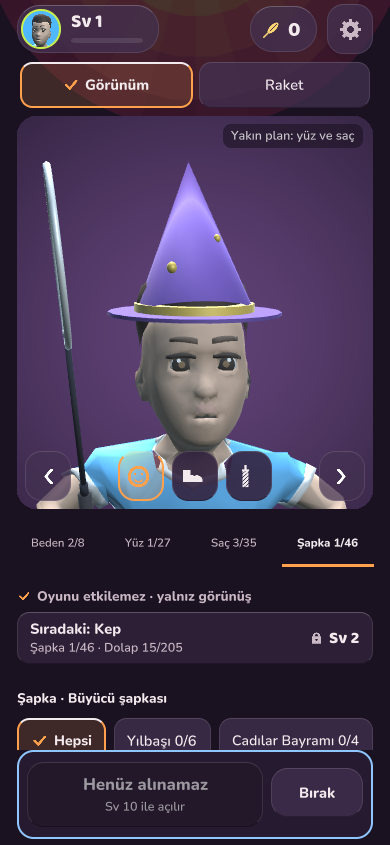 Sv 1
0
Görünüm
Raket
Yakın plan: yüz ve saç
Beden 2/8
Yüz 1/27
Saç 3/35
Şapka 1/46
Oyunu etkilemez · yalnız görünüş
Sıradaki: Kep
Şapka 1/46 · Dolap 15/205
Sv 2
Şapka · Büyücü şapkası
Hepsi
Yılbaşı 0/6
Cadılar Bayramı 0/4
Henüz alınamaz
Sv 10 ile açılır
Bırak